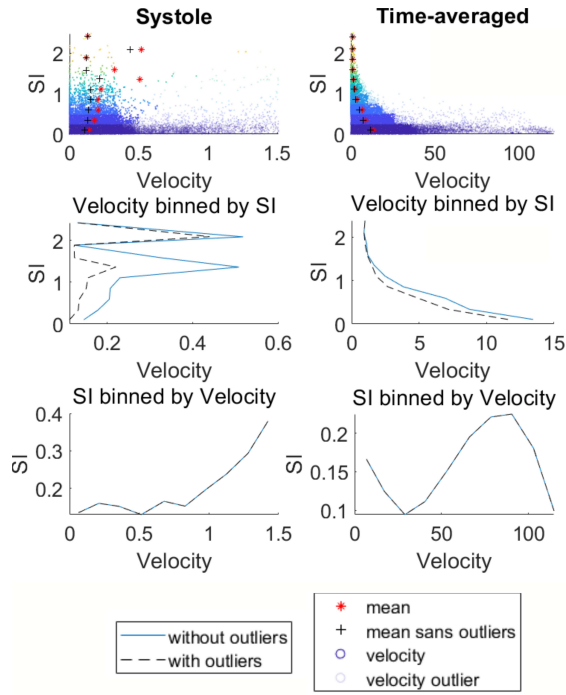 Systole
Time-averaged
2
1
0
SI
0
0.5
1
1.5
Velocity
2
1
0
SI
0
50
100
Velocity
Velocity binned by SI
Velocity binned by SI
2
1
0
SI
0.2
0.4
0.6
Velocity
2
1
0
SI
0
5
10
15
Velocity
SI binned by Velocity
SI binned by Velocity
0.4
0.3
0.2
SI
0
0.5
1
1.5
Velocity
0.2
0.15
0.1
SI
0
50
100
Velocity
without outliers
with outliers
mean
mean sans outliers
velocity
velocity outlier